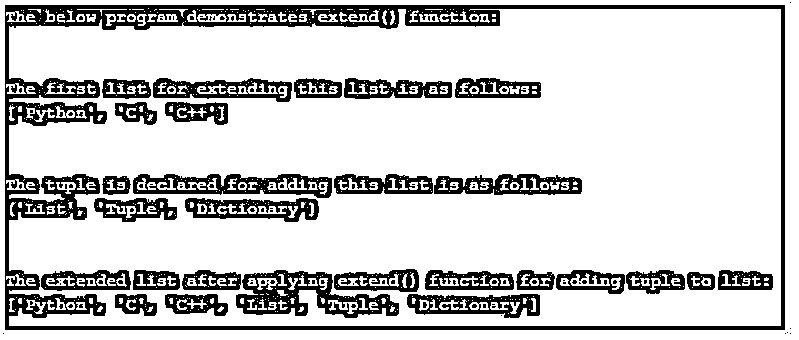 The below program demonstrates extend() function:
The first list for extending this list is as follows:
['Python', 'C', 'C++']
The tuple is declared for adding this list is as follows:
('List', 'Tuple', 'Dictionary')
The extended list after applying extend() function for adding tuple to list:
['Python', 'C', 'C++', 'List', 'Tuple', 'Dictionary']